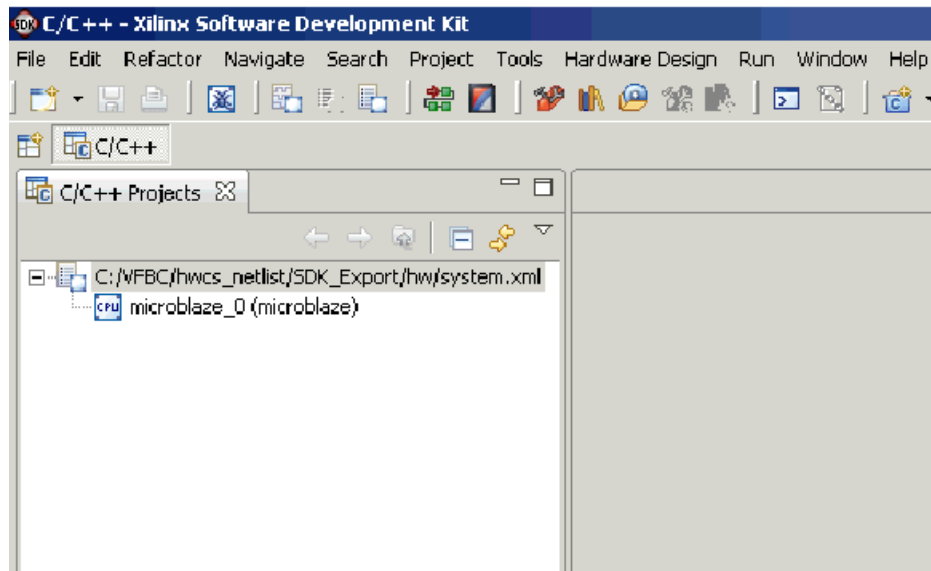 C/C++ - Xilinx Software Development Kit
File Edit Refactor Navigate Search Project Tools Hardware Design Run Window Help
C/C++
C/C++ Projects
C:/VFBC/hwcs_netlist/SDK_Export/hw/system.xml
microblaze_0 (microblaze)